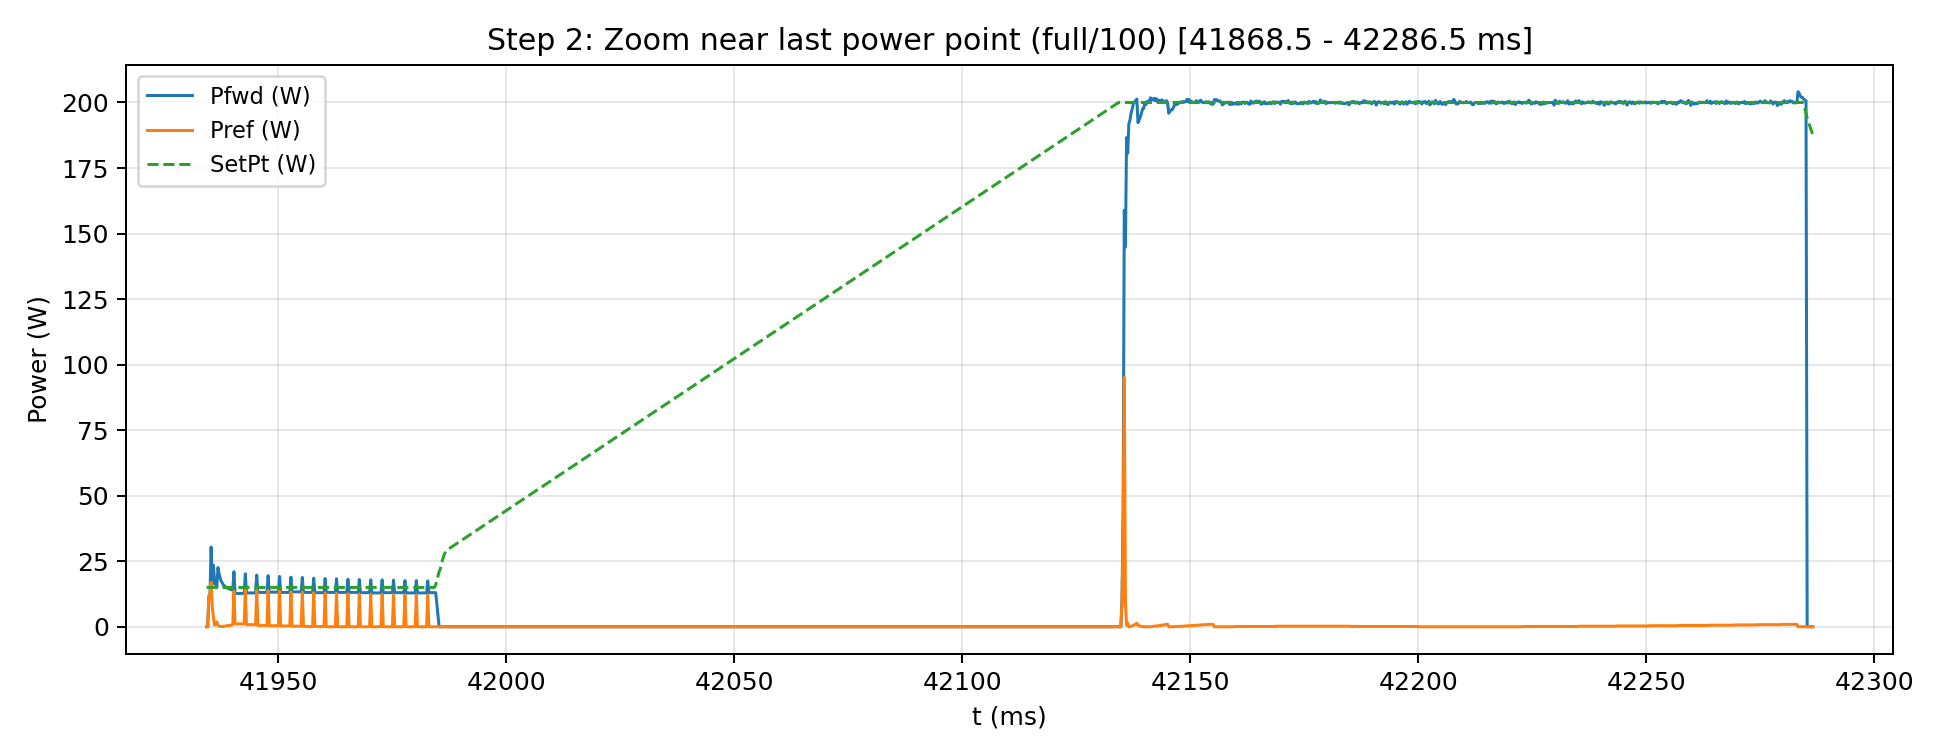 Step 2: Zoom near last power point (full/100) [41868.5 - 42286.5 ms]
Pfwd (W)
Pref (W)
SetPt (W)
Power (W)
200
175
150
125
100
75
50
25
0
41950
42000
42050
42100
42150
42200
42250
42300
t (ms)